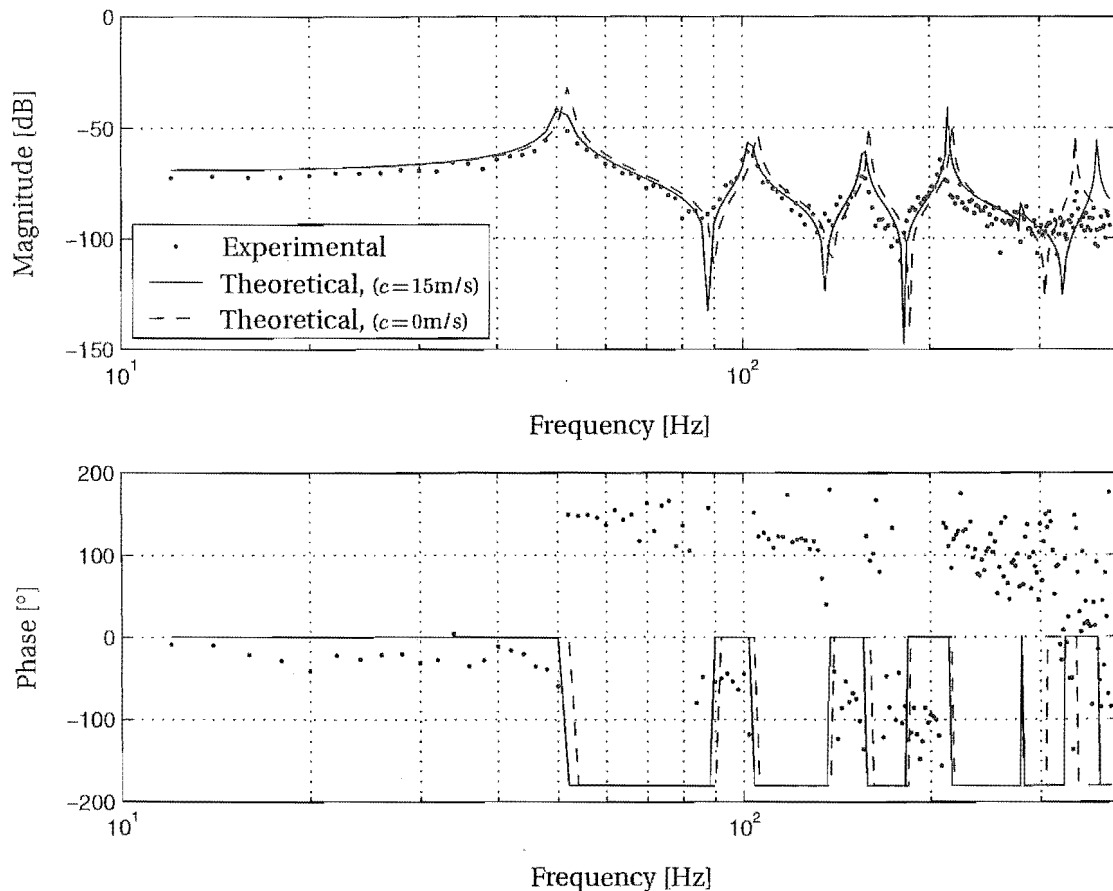 0
−50
−100
−150
Magnitude [dB]
Experimental
Theoretical, (c=15m/s)
Theoretical, (c=0m/s)
10^1
10^2
Frequency [Hz]
200
100
0
−100
−200
Phase [°]
10^1
10^2
Frequency [Hz]